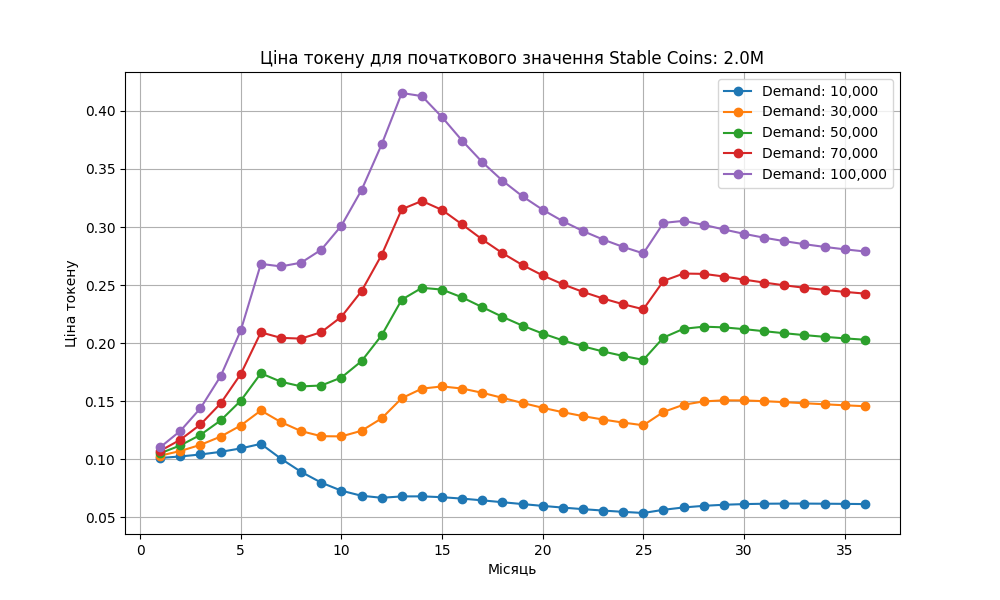 Ціна токену для початкового значення Stable Coins: 2.0M
Demand: 10,000
Demand: 30,000
Demand: 50,000
Demand: 70,000
Demand: 100,000
Ціна токену
0.40
0.35
0.30
0.25
0.20
0.15
0.10
0.05
0
5
10
15
20
25
30
35
Місяць